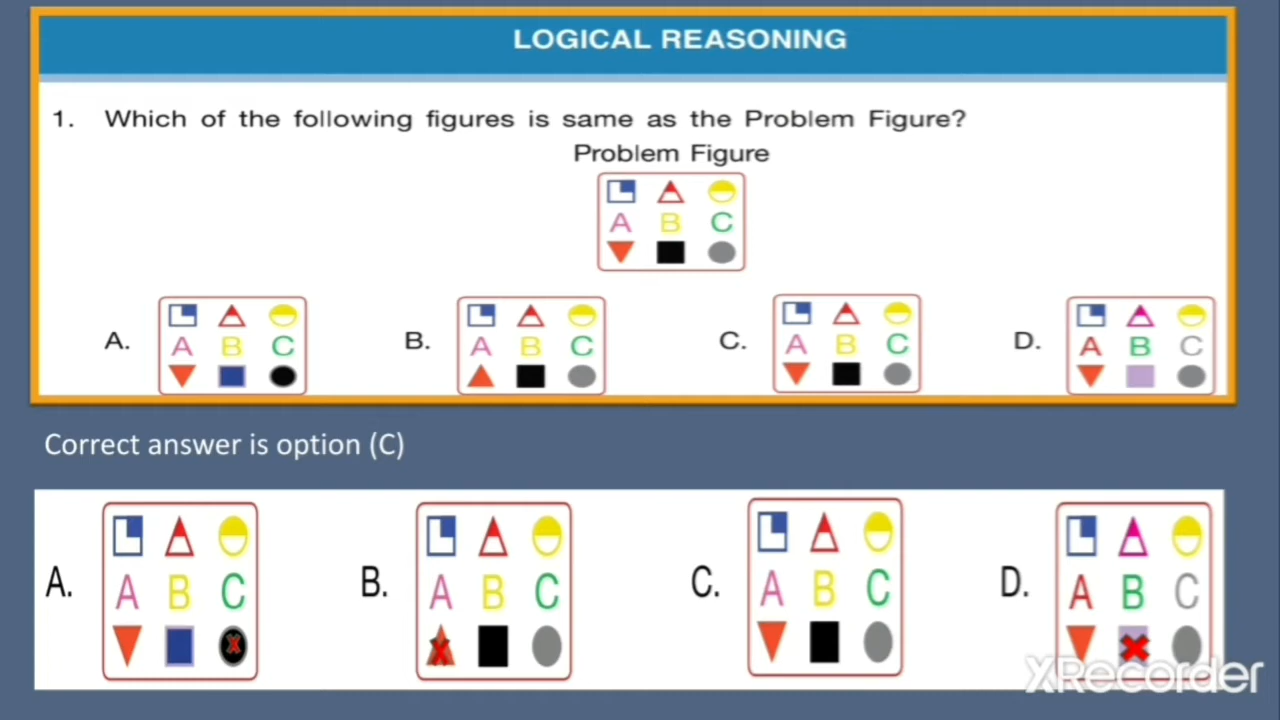 LOGICAL REASONING
1. Which of the following figures is same as the Problem Figure?
Problem Figure
A B C
A. B. C. D.
A B C A B C A B C A B C
Correct answer is option (C)
A. B. C. D.
A B C A B C A B C A B C
X X X
XRecorder